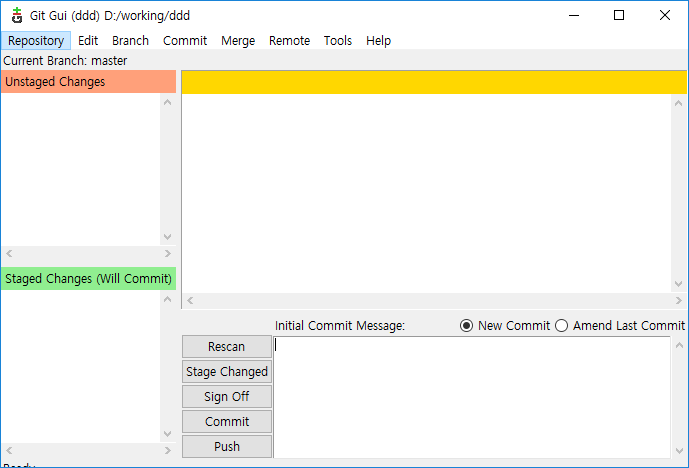 Git Gui (ddd) D:/working/ddd
Repository Edit Branch Commit Merge Remote Tools Help
Current Branch: master
Unstaged Changes
Staged Changes (Will Commit)
Initial Commit Message: New Commit Amend Last Commit
Rescan
Stage Changed
Sign Off
Commit
Push
Ready